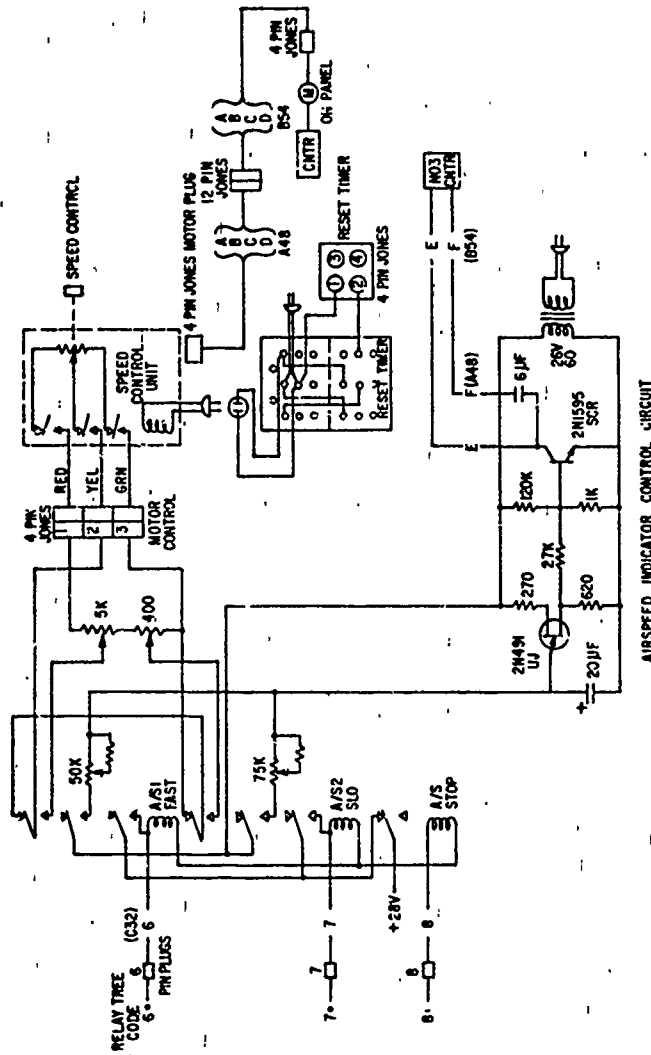 4 PIN
JONES
ON PANEL
M
CNTR
A
B
C
D
B54
12 PIN
JONES
A
B
C
D
A48
4 PIN JONES MOTOR PLUG
SPEED CONTROL
SPEED
CONTROL
UNIT
RESET TIMER
1
3
2
4
4 PIN JONES
RESET TIMER
RED
YEL
GRN
4 PIN
JONES
2
3
MOTOR
CONTROL
5K
400
50K
A/S1
FAST
75K
A/S2
SLO
A/S
STOP
+28V
RELAY TREE
CODE
6
6
(C32)
6
PIN PLUGS
7
7
7
8
8
8
NO3
CNTR
E
F
(B54)
E
F(A48)
6µF
2N1595
SCR
26V
60
120K
1K
27K
270
620
2N491
UJ
20µF
+
AIRSPEED INDICATOR CONTROL CIRCUIT